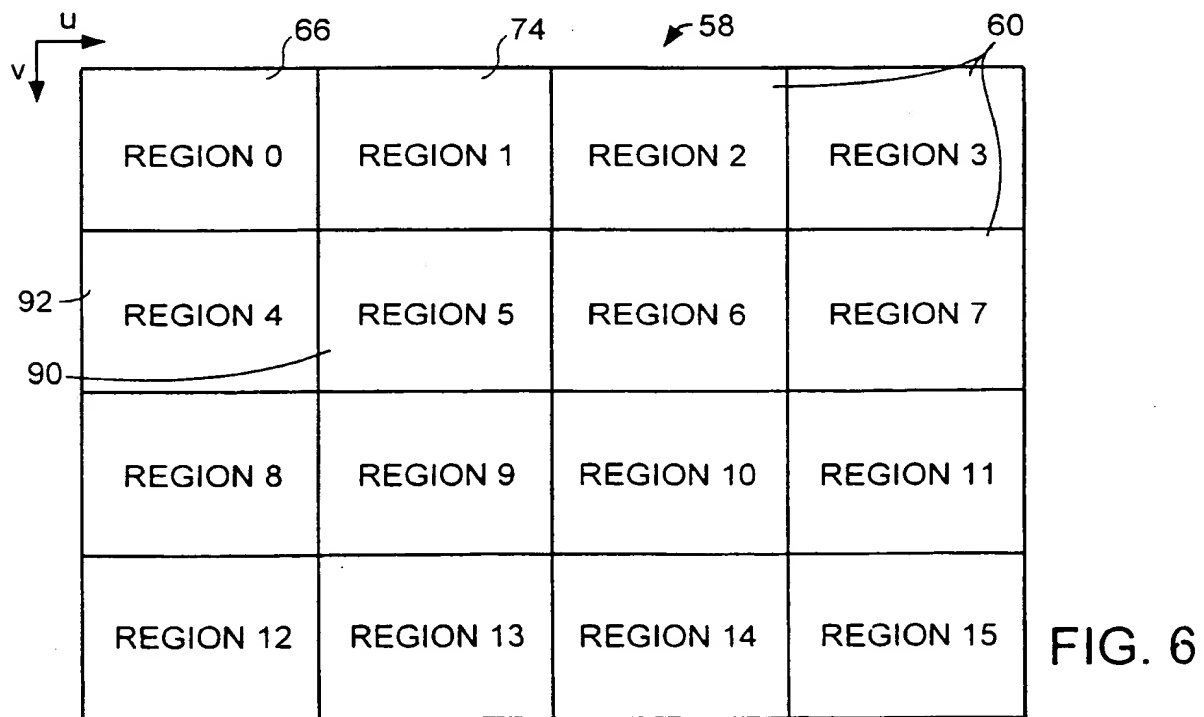 u
66
74
58
60
v
REGION 0
REGION 1
REGION 2
REGION 3
92
REGION 4
REGION 5
REGION 6
REGION 7
90
REGION 8
REGION 9
REGION 10
REGION 11
REGION 12
REGION 13
REGION 14
REGION 15
FIG. 6